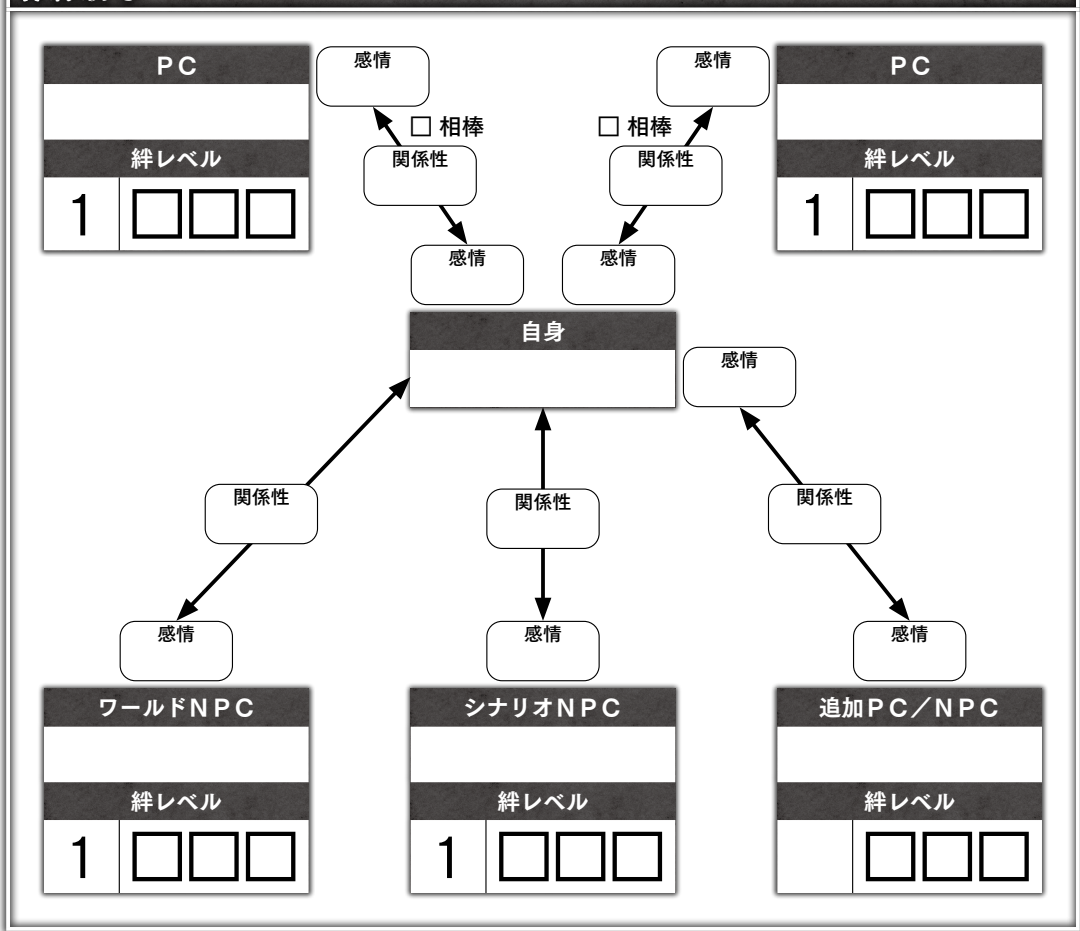 PC
感情
感情
PC
□ 相棒
□ 相棒
関係性
関係性
絆レベル
絆レベル
1
1
感情
感情
自身
感情
関係性
関係性
関係性
感情
感情
感情
ワールドNPC
シナリオNPC
追加PC／NPC
絆レベル
絆レベル
絆レベル
1
1